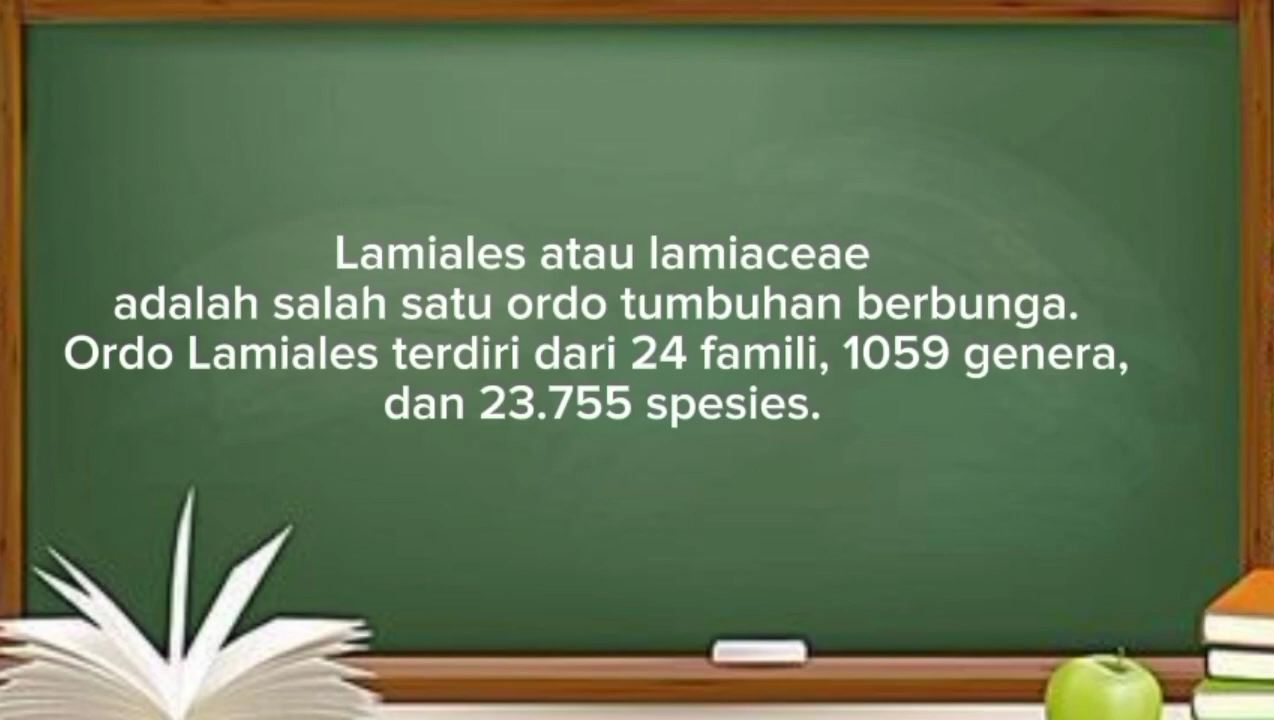 Lamiales atau lamiaceae
adalah salah satu ordo tumbuhan berbunga.
Ordo Lamiales terdiri dari 24 famili, 1059 genera,
dan 23.755 spesies.